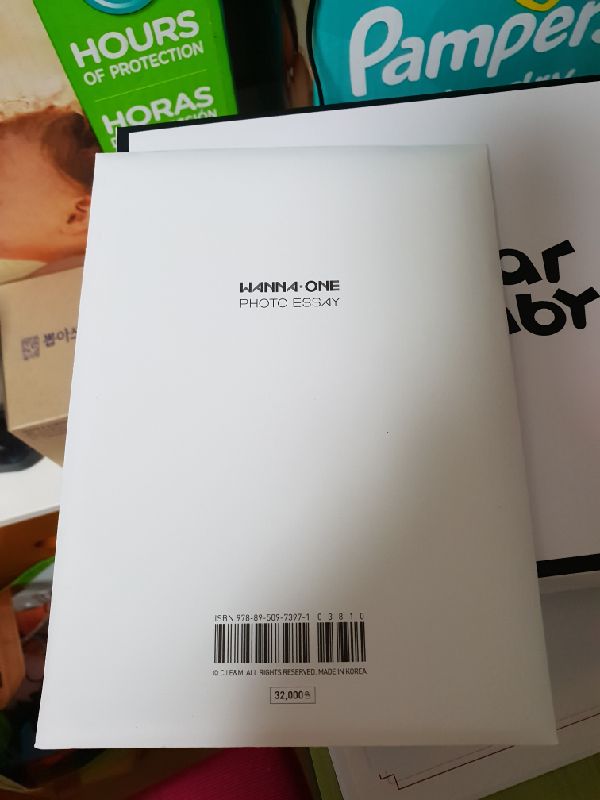 HOURS
OF PROTECTION
HORAS
Pampers
WANNA·ONE
PHOTO ESSAY
ISBN 978-89-509-7397-1 03810
ALL RIGHTS RESERVED. MADE IN KOREA
32,000원